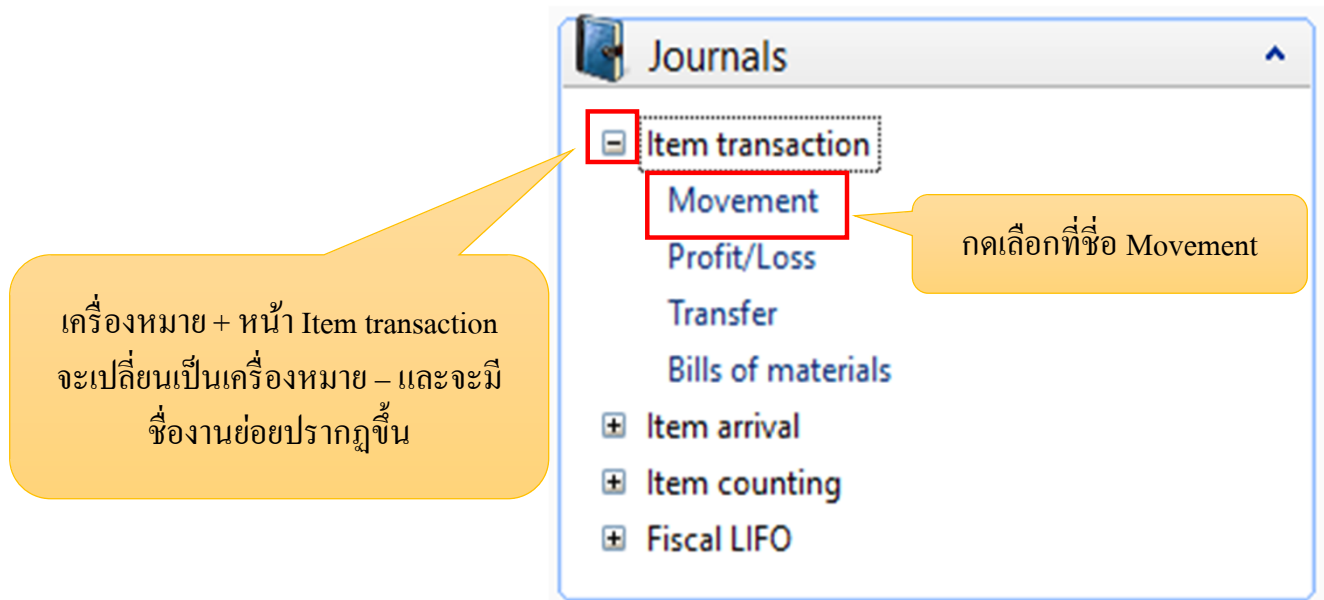 Journals
Item transaction
Movement
กดเลือกที่ชื่อ Movement
Profit/Loss
เครื่องหมาย + หน้า Item transaction
จะเปลี่ยนเป็นเครื่องหมาย – และจะมี
ชื่องานย่อยปรากฏขึ้น
Transfer
Bills of materials
Item arrival
Item counting
Fiscal LIFO